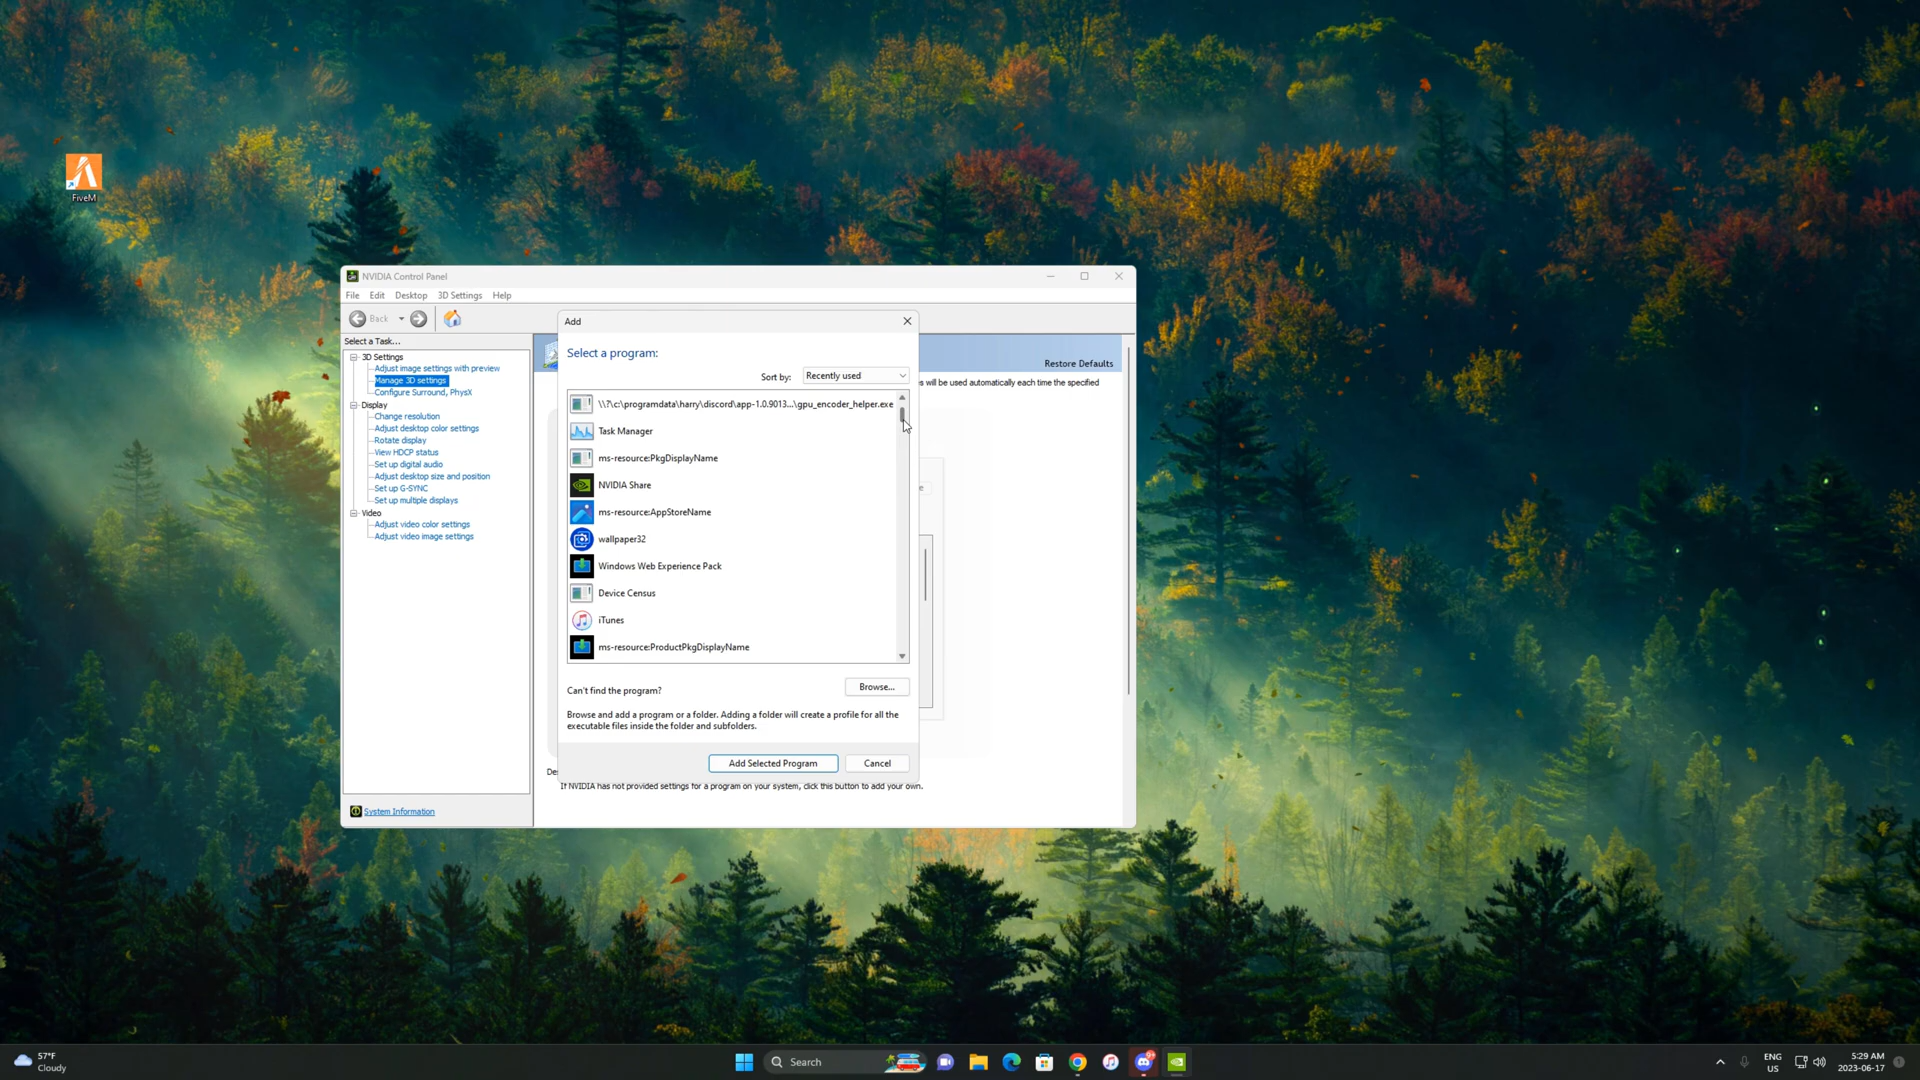 FiveM
NVIDIA Control Panel
File Edit Desktop 3D Settings Help
Back
Select a Task...
3D Settings
Adjust image settings with preview
Manage 3D settings
Configure Surround, PhysX
Display
Change resolution
Adjust desktop color settings
Rotate display
View HDCP status
Set up digital audio
Adjust desktop size and position
Set up G-SYNC
Set up multiple displays
Video
Adjust video color settings
Adjust video image settings
System Information
Restore Defaults
s will be used automatically each time the specified
e
De
If NVIDIA has not provided settings for a program on your system, click this button to add your own.
Add
Select a program:
Sort by: Recently used
\\?\c:\programdata\harry\discord\app-1.0.9013...\gpu_encoder_helper.exe
Task Manager
ms-resource:PkgDisplayName
NVIDIA Share
ms-resource:AppStoreName
wallpaper32
Windows Web Experience Pack
Device Census
iTunes
ms-resource:ProductPkgDisplayName
Can't find the program?
Browse...
Browse and add a program or a folder. Adding a folder will create a profile for all the
executable files inside the folder and subfolders.
Add Selected Program
Cancel
57°F
Cloudy
Search
ENG
US
5:29 AM
2023-06-17